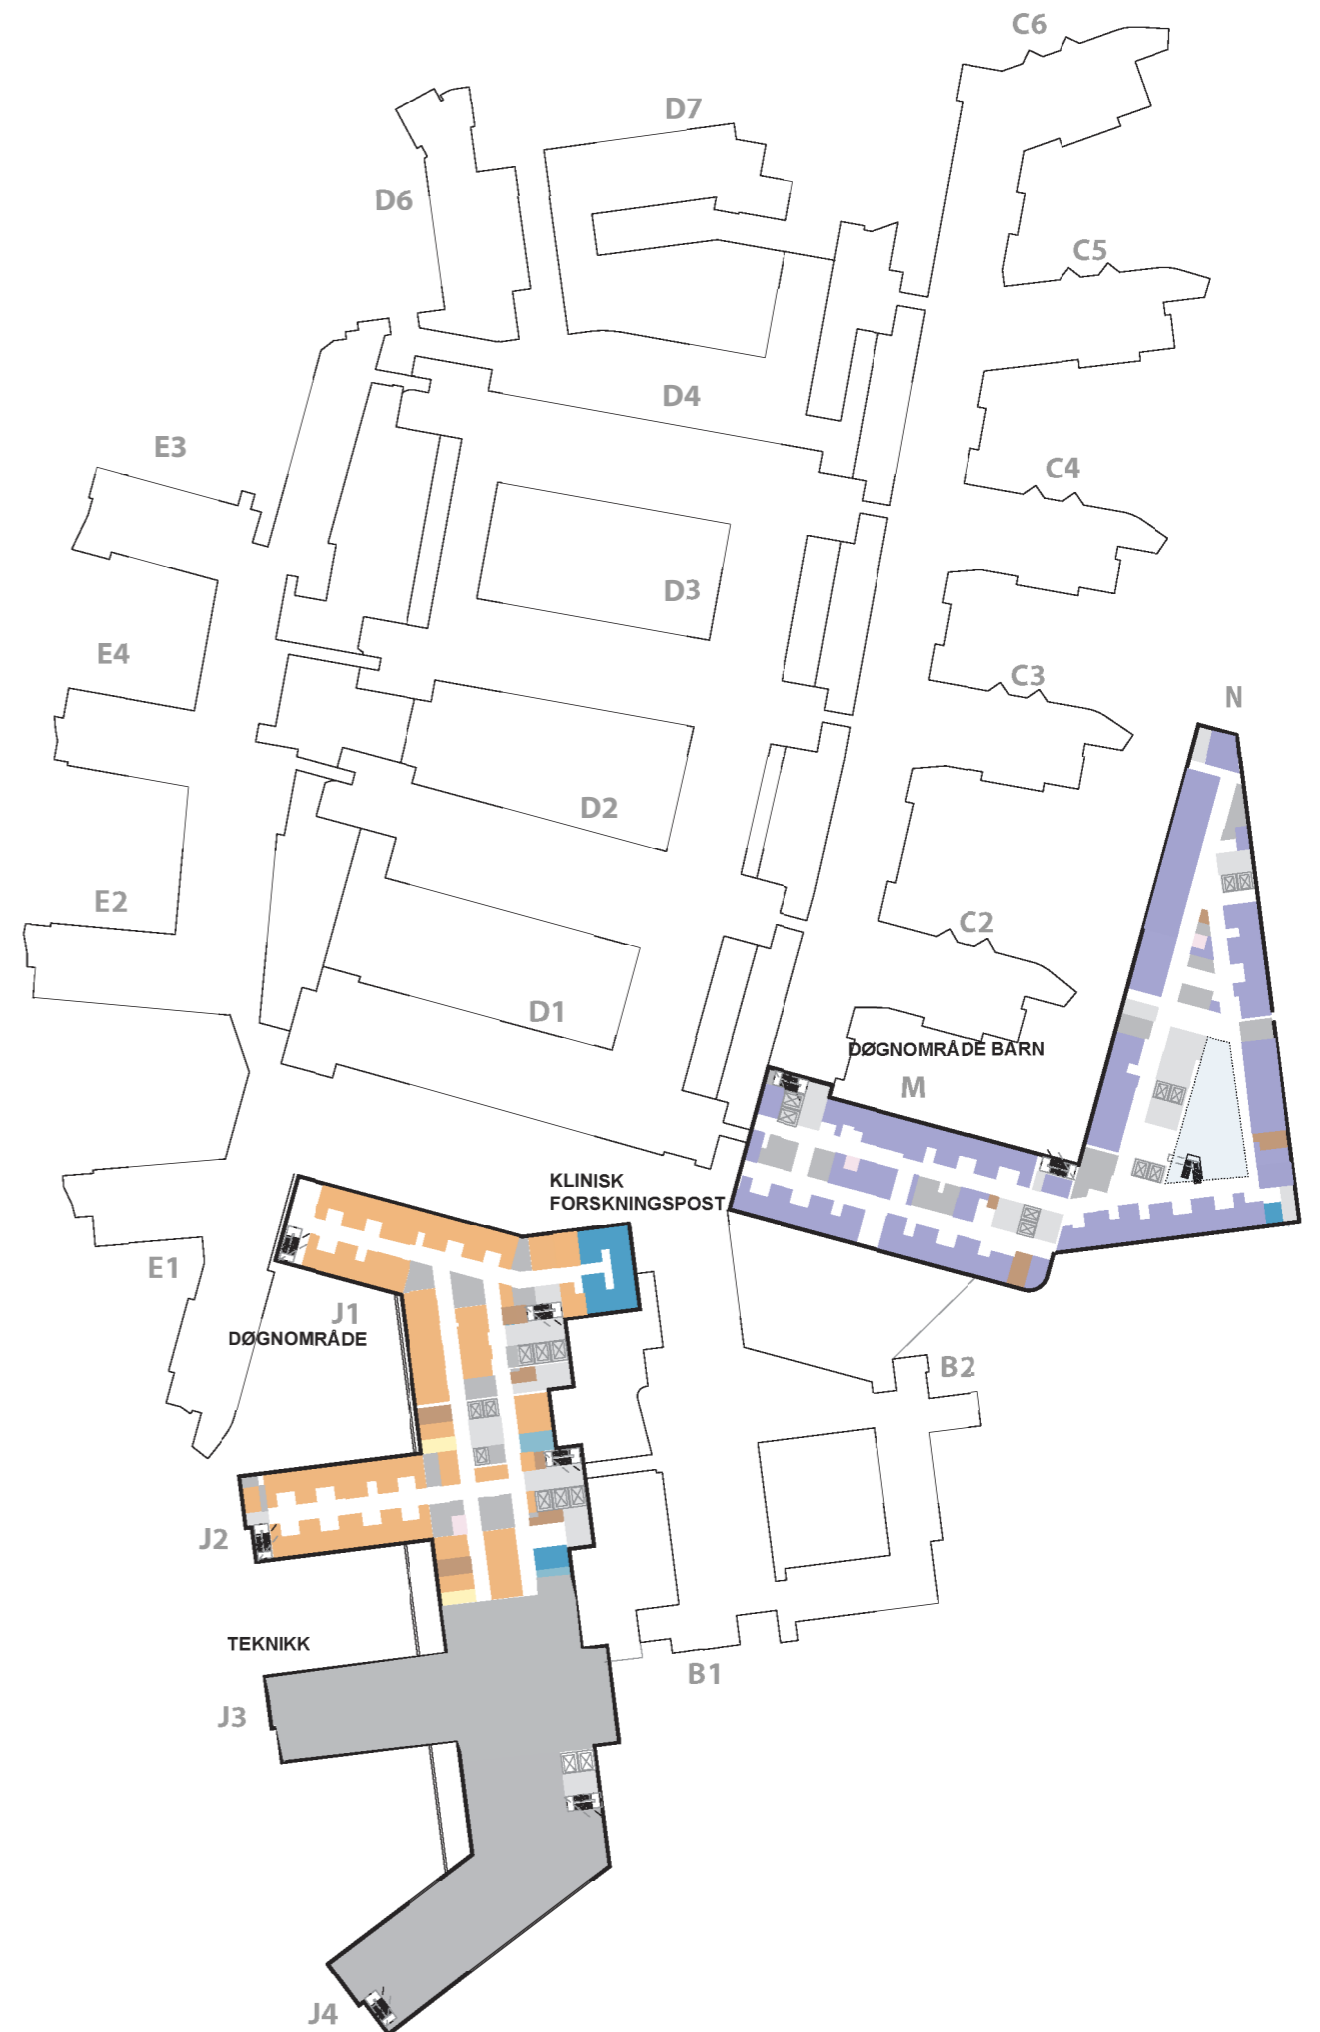 C6
D7
D6
C5
D4
E3
C4
D3
E4
C3
N
D2
E2
C2
D1
DØGNOMRÅDE BARN
M
KLINISK
FORSKNINGSPOST
E1
J1
DØGNOMRÅDE
B2
J2
TEKNIKK
B1
J3
J4